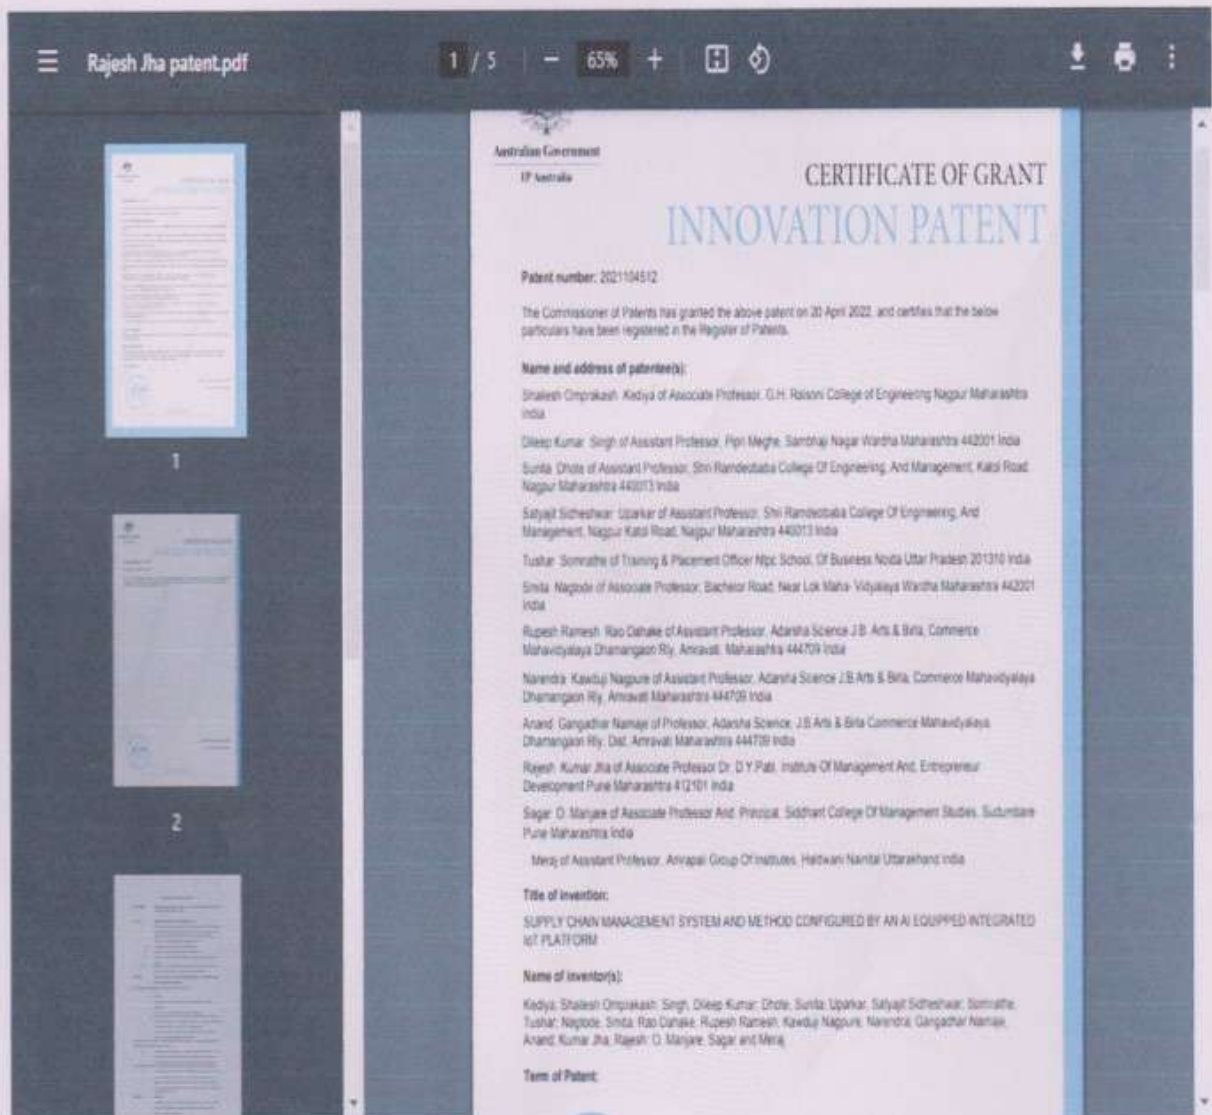 Rajesh Jha patent.pdf
1 / 5
65%
Australian Government
IP Australia
CERTIFICATE OF GRANT
INNOVATION PATENT
Patent number: 2021104512
The Commissioner of Patents has granted the above patent on 20 April 2022, and certifies that the below
particulars have been registered in the Register of Patents.
Name and address of patentee(s):
Shailesh Omprakash Kediya of Associate Professor, G.H. Raisoni College of Engineering Nagpur Maharashtra
India
Dileep Kumar Singh of Assistant Professor, Pipri Meghe, Sambhaji Nagar Wardha Maharashtra 442001 India
Sunita Dhote of Assistant Professor, Shri Ramdeobaba College Of Engineering, And Management, Katol Road
Nagpur Maharashtra 440013 India
Satyajit Sidheshwar Uparkar of Assistant Professor, Shri Ramdeobaba College Of Engineering, And
Management, Nagpur Katol Road, Nagpur Maharashtra 440013 India
Tushar Somnathe of Training & Placement Officer Ntpc School, Of Business Noida Uttar Pradesh 201310 India
Smita Nagtode of Associate Professor, Bachelor Road, Near Lok Maha- Vidyalaya Wardha Maharashtra 442001
India
Rupesh Ramesh Rao Dahake of Assistant Professor, Adarsha Science J.B. Arts & Birla, Commerce
Mahavidyalaya Dhamangaon Rly, Amravati, Maharashtra 444709 India
Narendra Kawduji Nagpure of Assistant Professor, Adarsha Science J.B Arts & Birla, Commerce Mahavidyalaya
Dhamangaon Rly, Amravati Maharashtra 444709 India
Anand Gangadhar Namaje of Professor, Adarsha Science, J.B Arts & Birla Commerce Mahavidyalaya
Dhamangaon Rly, Dist. Amravati Maharashtra 444709 India
Rajesh Kumar Jha of Associate Professor Dr. D.Y.Patil, Institute Of Management And, Entrepreneur
Development Pune Maharashtra 412101 India
Sagar O. Manjare of Associate Professor And Principal, Siddhant College Of Management Studies, Sudumbare
Pune Maharashtra India
Meraj of Assistant Professor, Amrapali Group Of Institutes, Haldwani Nainital Uttarakhand India
Title of invention:
SUPPLY CHAIN MANAGEMENT SYSTEM AND METHOD CONFIGURED BY AN AI EQUIPPED INTEGRATED
IoT PLATFORM
Name of inventor(s):
Kediya, Shailesh Omprakash; Singh, Dileep Kumar; Dhote, Sunita; Uparkar, Satyajit Sidheshwar; Somnathe,
Tushar; Nagtode, Smita; Rao Dahake, Rupesh Ramesh; Kawduji Nagpure, Narendra; Gangadhar Namaje,
Anand; Kumar Jha, Rajesh; O. Manjare, Sagar and Meraj
Term of Patent:
1
2